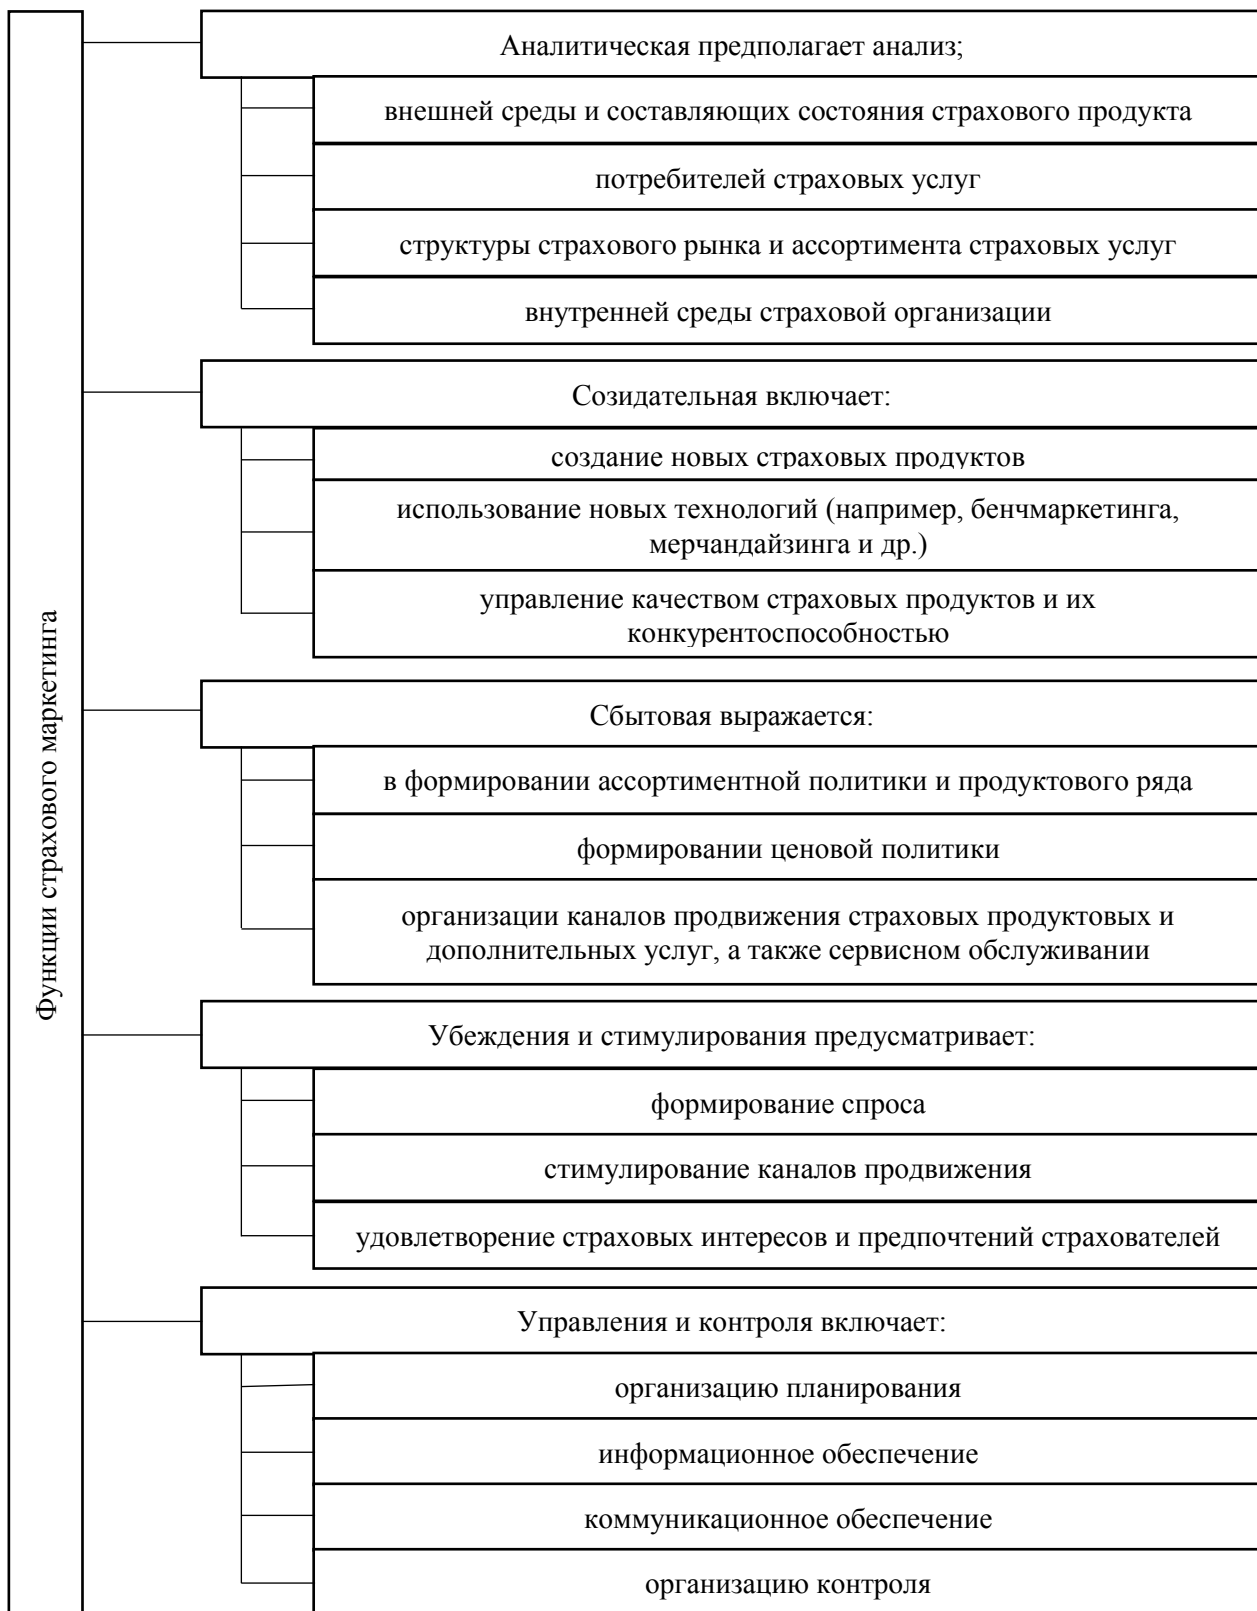 Функции страхового маркетинга
Аналитическая предполагает анализ;
внешней среды и составляющих состояния страхового продукта
потребителей страховых услуг
структуры страхового рынка и ассортимента страховых услуг
внутренней среды страховой организации
Созидательная включает:
создание новых страховых продуктов
использование новых технологий (например, бенчмаркетинга,
мерчандайзинга и др.)
управление качеством страховых продуктов и их
конкурентоспособностью
Сбытовая выражается:
в формировании ассортиментной политики и продуктового ряда
формировании ценовой политики
организации каналов продвижения страховых продуктовых и
дополнительных услуг, а также сервисном обслуживании
Убеждения и стимулирования предусматривает:
формирование спроса
стимулирование каналов продвижения
удовлетворение страховых интересов и предпочтений страхователей
Управления и контроля включает:
организацию планирования
информационное обеспечение
коммуникационное обеспечение
организацию контроля